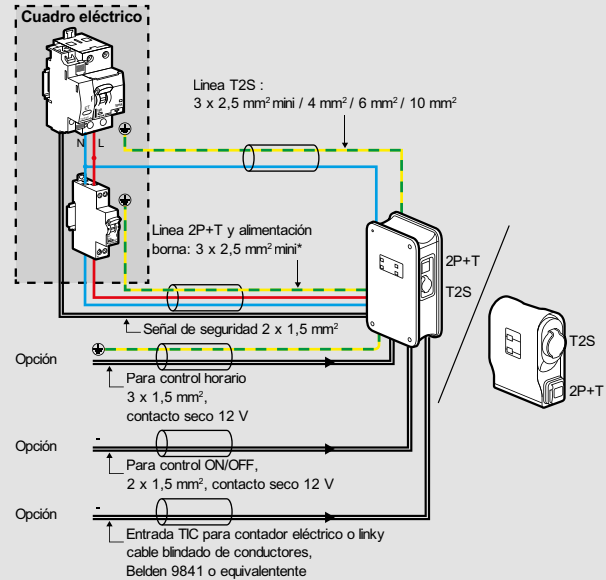 Cuadro eléctrico
Linea T2S :
3 x 2,5 mm² mini / 4 mm² / 6 mm² / 10 mm²
N L
Linea 2P+T y alimentación
borna: 3 x 2,5 mm² mini*
2P+T
T2S
Señal de seguridad 2 x 1,5 mm²
T2S
2P+T
Opción
Para control horario
3 x 1,5 mm²,
contacto seco 12 V
Opción
-
Para control ON/OFF,
2 x 1,5 mm², contacto seco 12 V
Opción
-
Entrada TIC para contador eléctrico o linky
cable blindado de conductores,
Belden 9841 o equivalentente